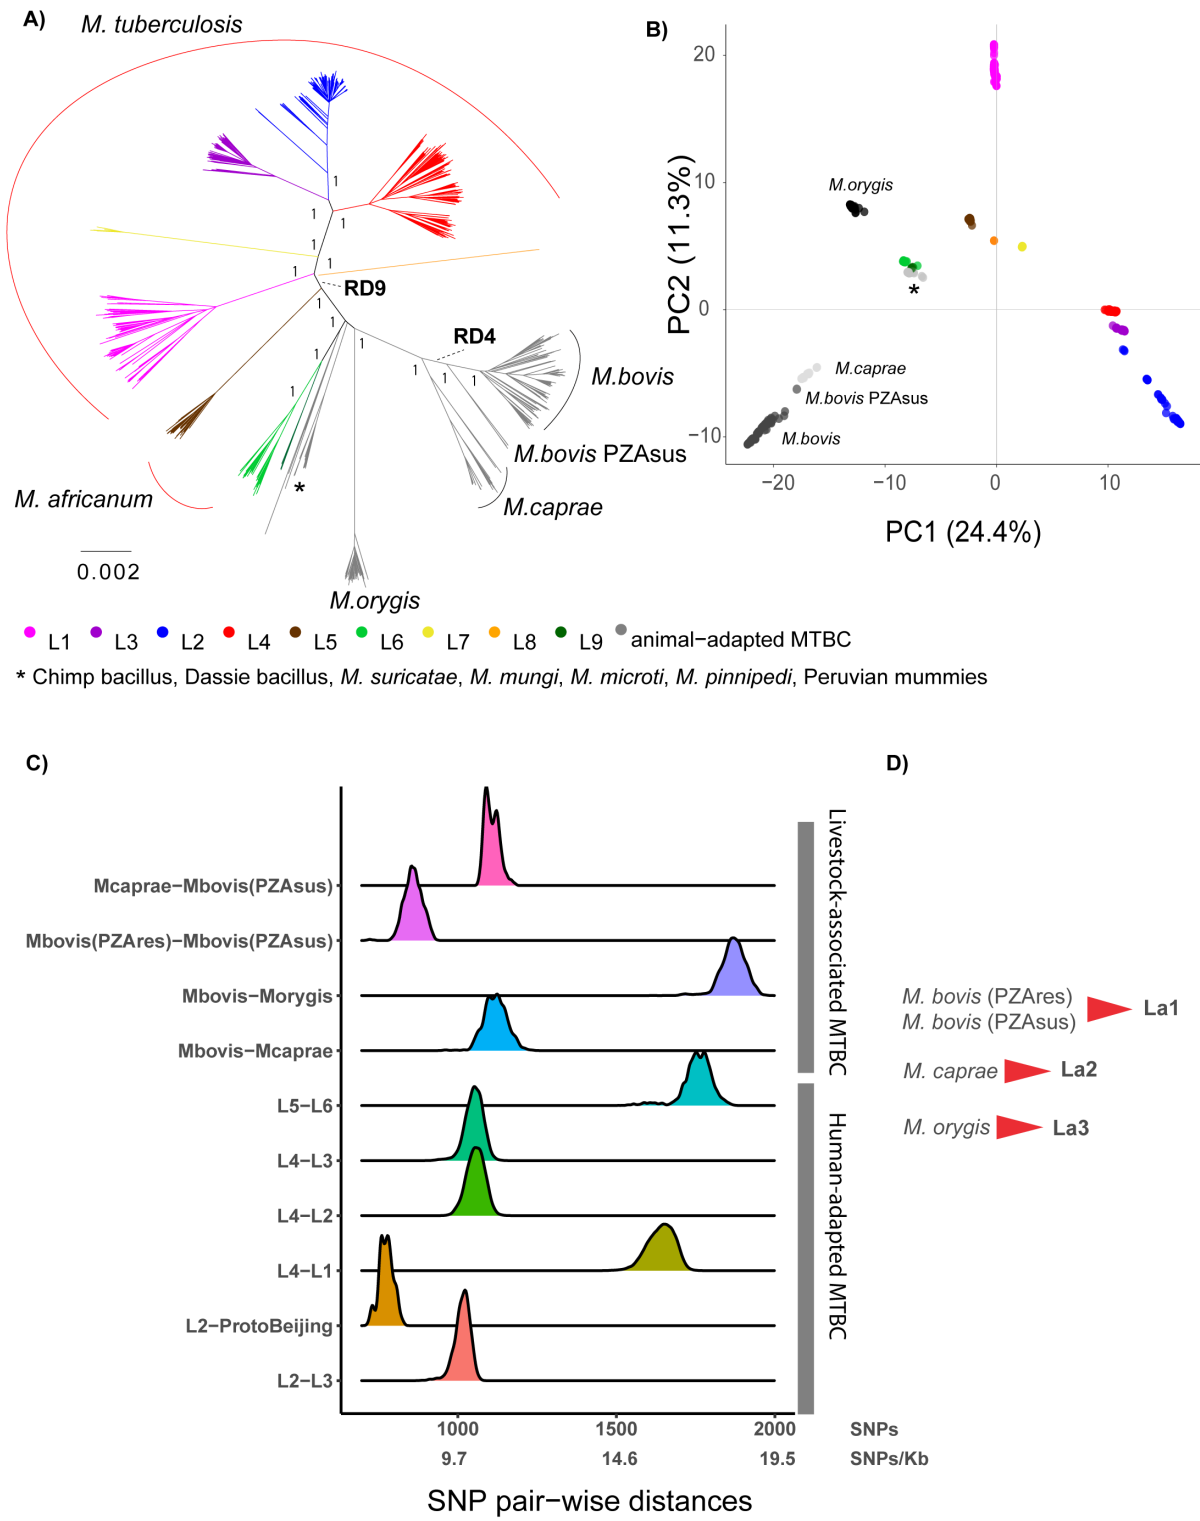 A)
M. tuberculosis
1
1
1
1
1
1
RD9
1
1
RD4
1
1
1
1
1
1
M.bovis
M.bovis PZAsus
M.caprae
*
M. africanum
0.002
M.orygis
B)
PC2 (11.3%)
20
10
0
−10
M.orygis
*
M.caprae
M.bovis PZAsus
M.bovis
−20
−10
0
10
PC1 (24.4%)
L1
L3
L2
L4
L5
L6
L7
L8
L9
animal−adapted MTBC
* Chimp bacillus, Dassie bacillus, M. suricatae, M. mungi, M. microti, M. pinnipedi, Peruvian mummies
C)
Mcaprae−Mbovis(PZAsus)
Mbovis(PZAres)−Mbovis(PZAsus)
Mbovis−Morygis
Mbovis−Mcaprae
L5−L6
L4−L3
L4−L2
L4−L1
L2−ProtoBeijing
L2−L3
Livestock-associated MTBC
Human-adapted MTBC
1000 1500 2000 SNPs
9.7 14.6 19.5 SNPs/Kb
SNP pair−wise distances
D)
M. bovis (PZAres)
M. bovis (PZAsus)
La1
M. caprae La2
M. orygis La3